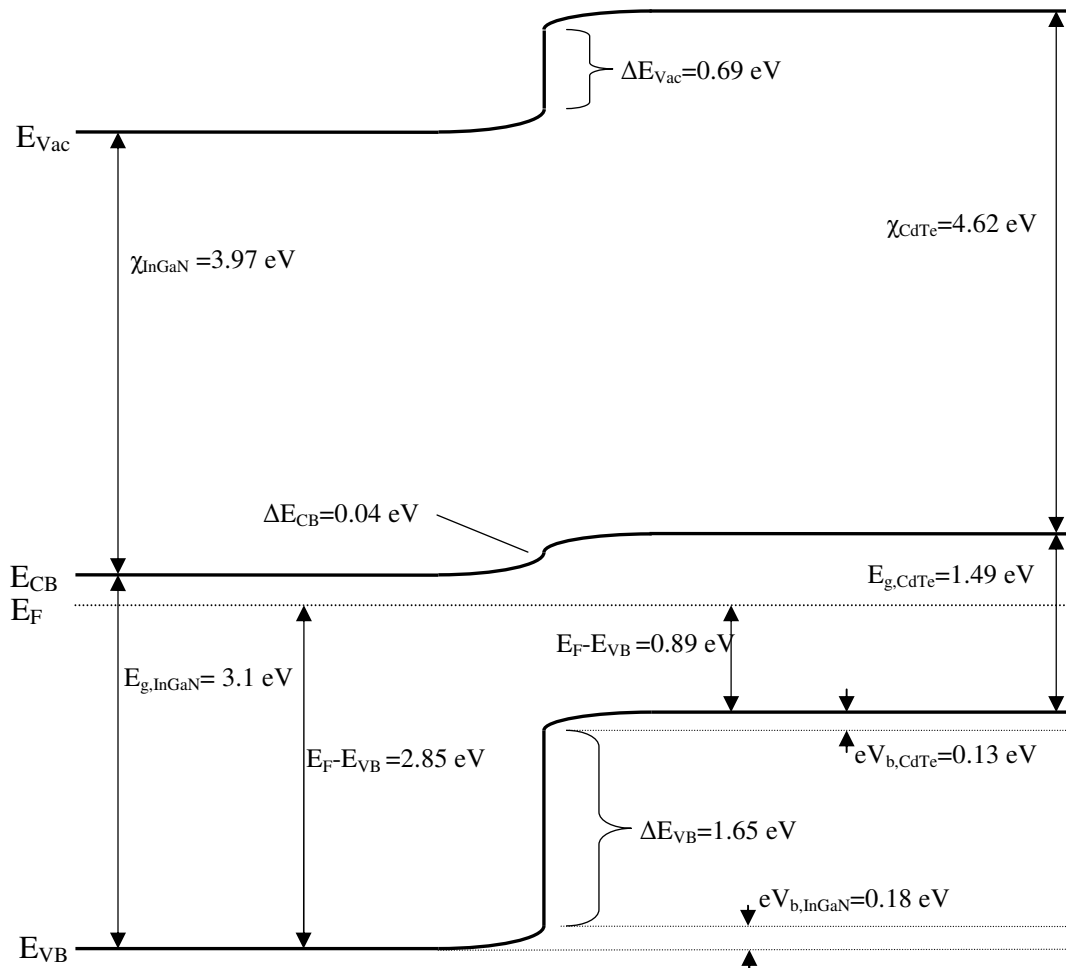 ΔE_Vac=0.69 eV
E_Vac
χ_CdTe=4.62 eV
χ_InGaN =3.97 eV
ΔE_CB=0.04 eV
E_CB
E_g,CdTe=1.49 eV
E_F
E_F-E_VB =0.89 eV
E_g,InGaN= 3.1 eV
E_F-E_VB =2.85 eV
eV_b,CdTe=0.13 eV
ΔE_VB=1.65 eV
eV_b,InGaN=0.18 eV
E_VB